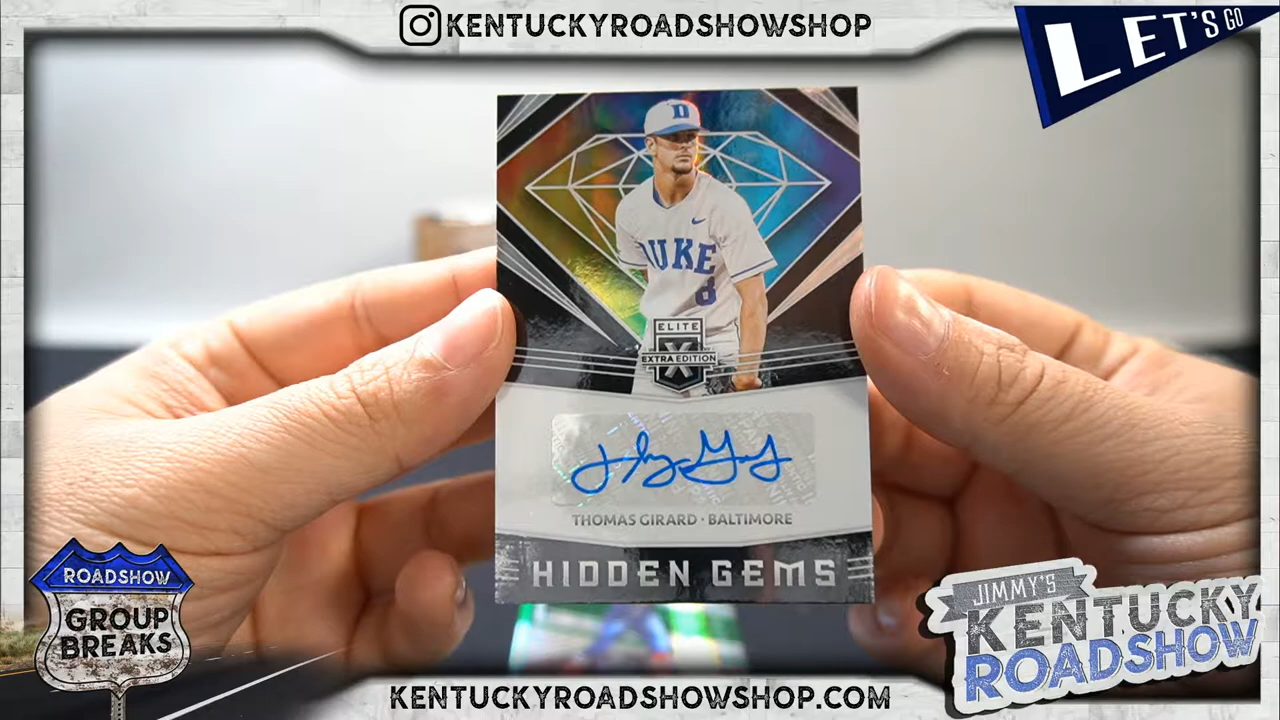 KENTUCKYROADSHOWSHOP
LET'S GO
D
DUKE
8
ELITE
X
EXTRA EDITION
THOMAS GIRARD · BALTIMORE
HIDDEN GEMS
ROADSHOW
GROUP
BREAKS
JIMMY'S
KENTUCKY
ROADSHOW
KENTUCKYROADSHOWSHOP.COM